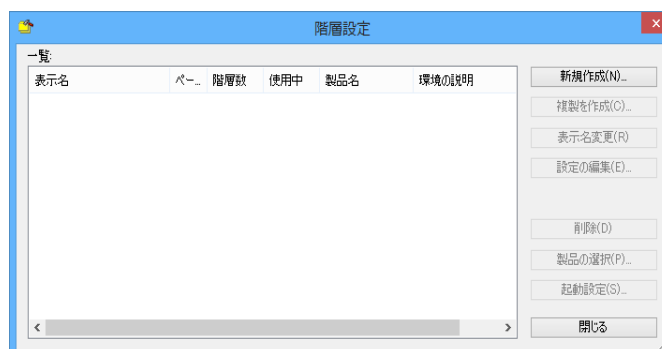 階層設定
一覧:
表示名 ペー... 階層数 使用中 製品名 環境の説明
新規作成(N)...
複製を作成(C)...
表示名変更(R)
設定の編集(E)...
削除(D)
製品の選択(P)...
起動設定(S)...
閉じる